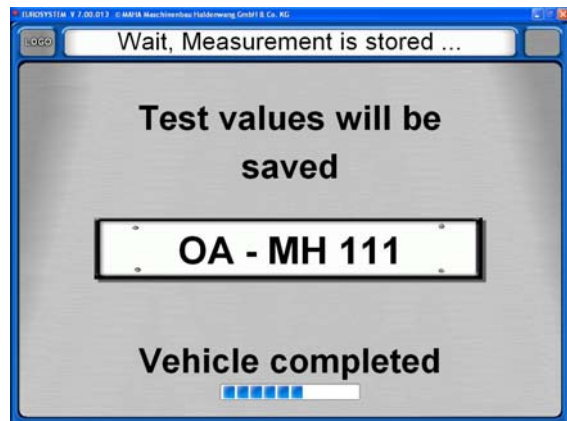 EUROSYSTEM V 7.00.013 © MAHA Maschinenbau Haldenwang GmbH & Co. KG
LOGO
Wait, Measurement is stored ...
Test values will be
saved
OA - MH 111
Vehicle completed